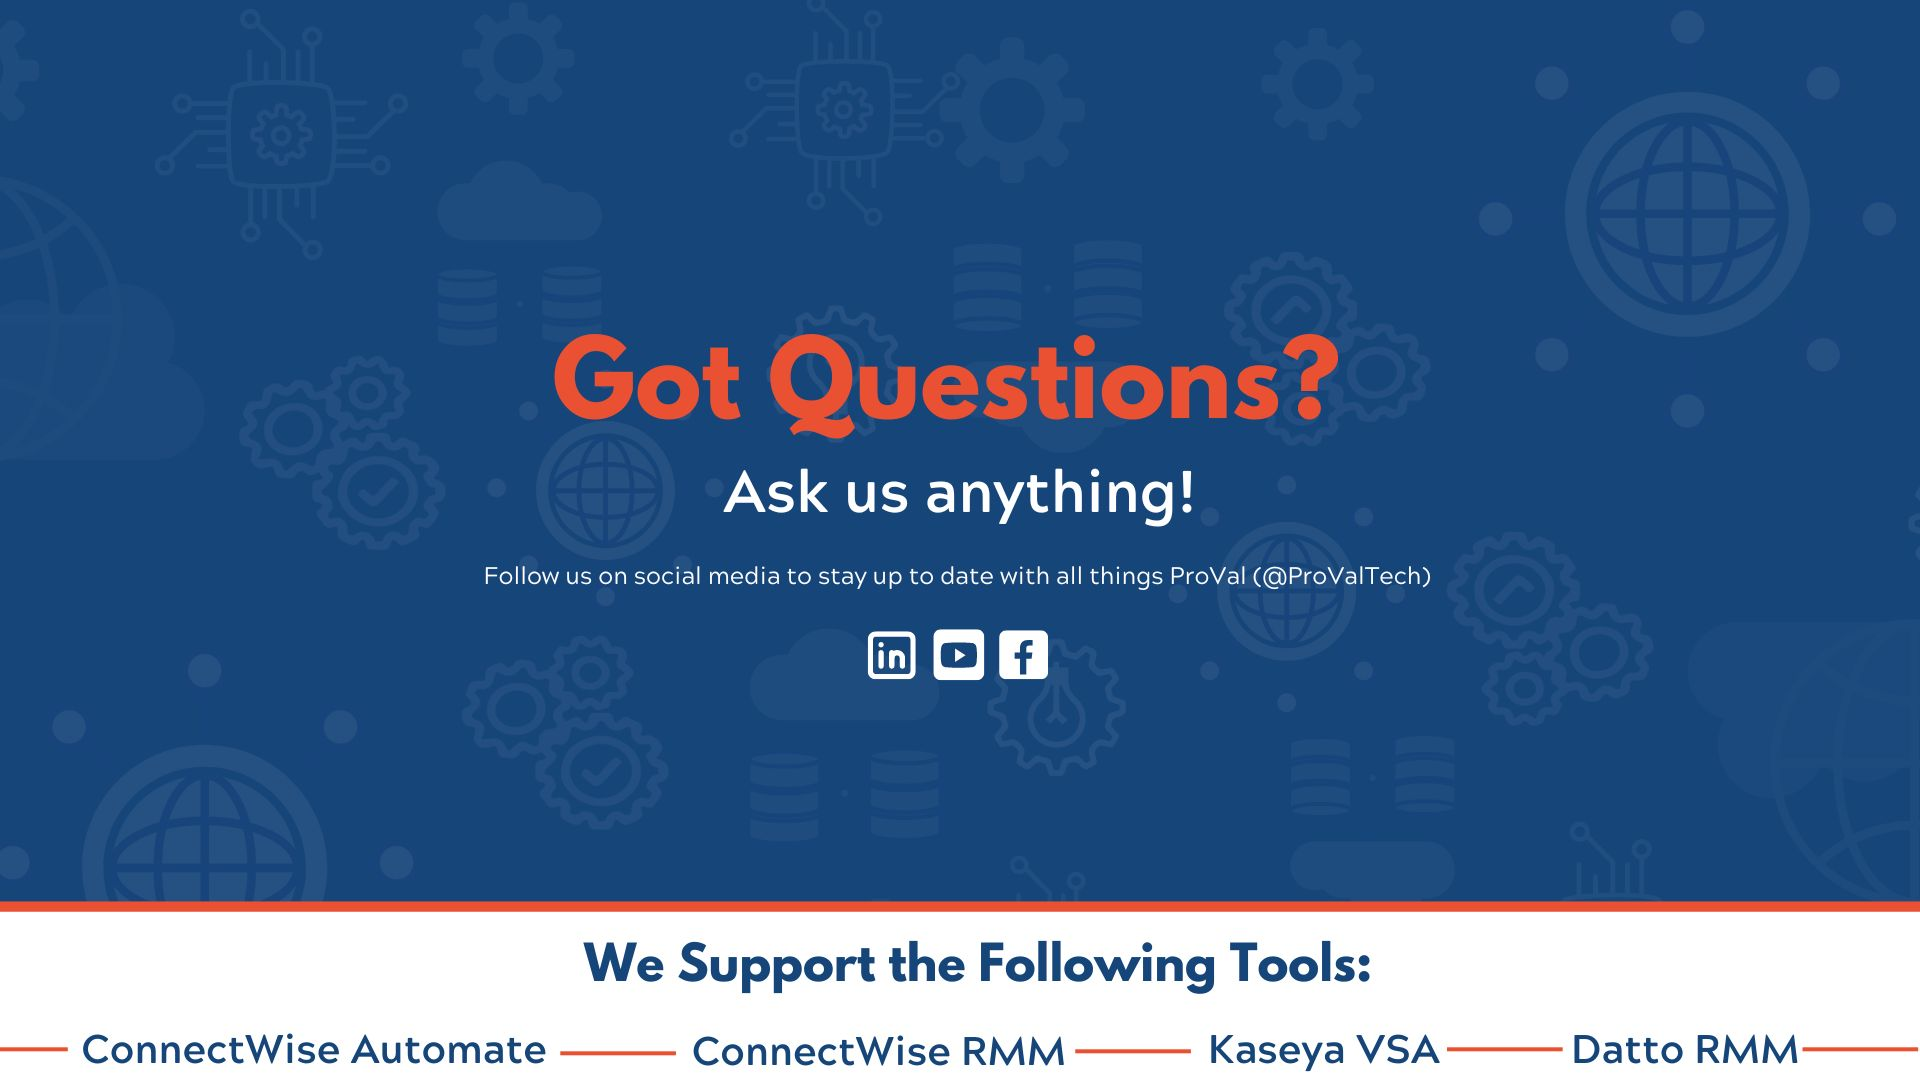 Got Questions?
Ask us anything!
Follow us on social media to stay up to date with all things ProVal (@ProValTech)
We Support the Following Tools:
ConnectWise Automate ConnectWise RMM Kaseya VSA Datto RMM